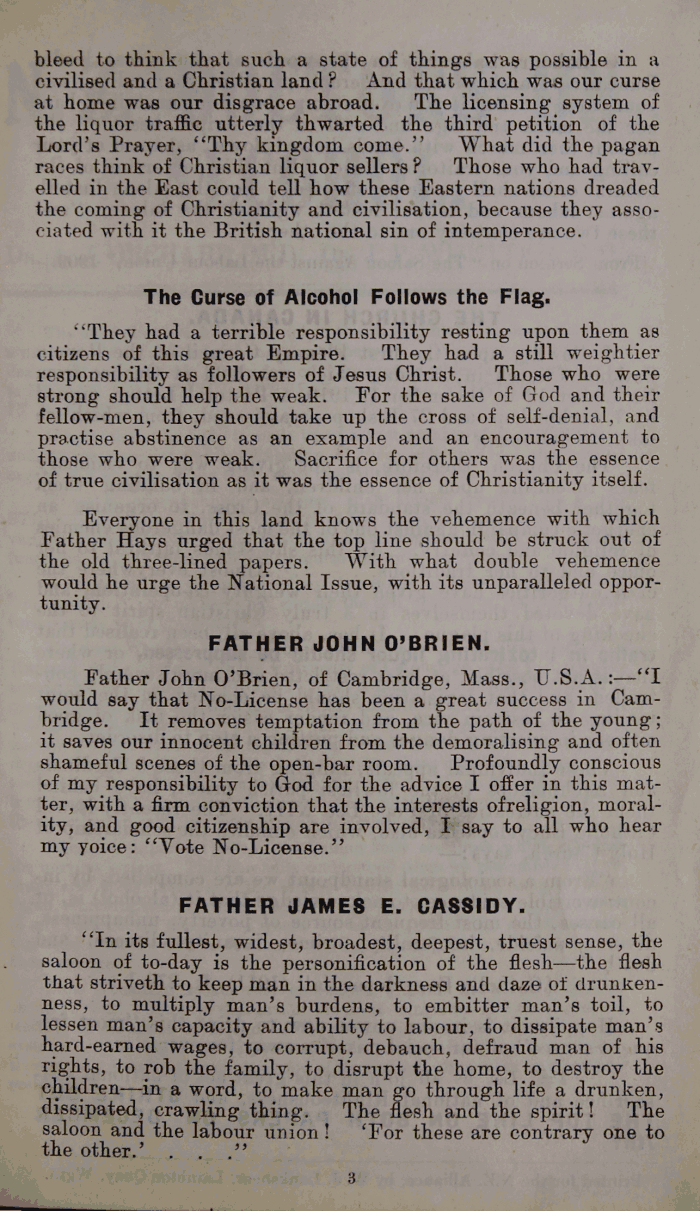 bleed to think that such a state of things was possible in a
civilised and a Christian land? And that which was our curse
at home was our disgrace abroad. The licensing system of
the liquor traffic utterly thwarted the third petition of the
Lord's Prayer, "Thy kingdom come." What did the pagan
races think of Christian liquor sellers? Those who had trav-
elled in the East could tell how these Eastern nations dreaded
the coming of Christianity and civilisation, because they asso-
ciated with it the British national sin of intemperance.
The Curse of Alcohol Follows the Flag.
"They had a terrible responsibility resting upon them as
citizens of this great Empire. They had a still weightier
responsibility as followers of Jesus Christ. Those who were
strong should help the weak. For the sake of God and their
fellow-men, they should take up the cross of self-denial, and
practise abstinence as an example and an encouragement to
those who were weak. Sacrifice for others was the essence
of true civilisation as it was the essence of Christianity itself.
Everyone in this land knows the vehemence with which
Father Hays urged that the top line should be struck out of
the old three-lined papers. With what double vehemence
would he urge the National Issue, with its unparalleled oppor-
tunity.
FATHER JOHN O'BRIEN.
Father John O'Brien, of Cambridge, Mass., U.S.A.:—"I
would say that No-License has been a great success in Cam-
bridge. It removes temptation from the path of the young;
it saves our innocent children from the demoralising and often
shameful scenes of the open-bar room. Profoundly conscious
of my responsibility to God for the advice I offer in this mat-
ter, with a firm conviction that the interests ofreligion, moral-
ity, and good citizenship are involved, I say to all who hear
my yoice: "Vote No-License."
FATHER JAMES E. CASSIDY.
"In its fullest, widest, broadest, deepest, truest sense, the
saloon of to-day is the personification of the flesh—the flesh
that striveth to keep man in the darkness and daze of drunken-
ness, to multiply man's burdens, to embitter man's toil, to
lessen man's capacity and ability to labour, to dissipate man's
hard-earned wages, to corrupt, debauch, defraud man of his
rights, to rob the family, to disrupt the home, to destroy the
children—in a word, to make man go through life a drunken,
dissipated, crawling thing. The flesh and the spirit! The
saloon and the labour union! 'For these are contrary one to
the other.' . . ."
3